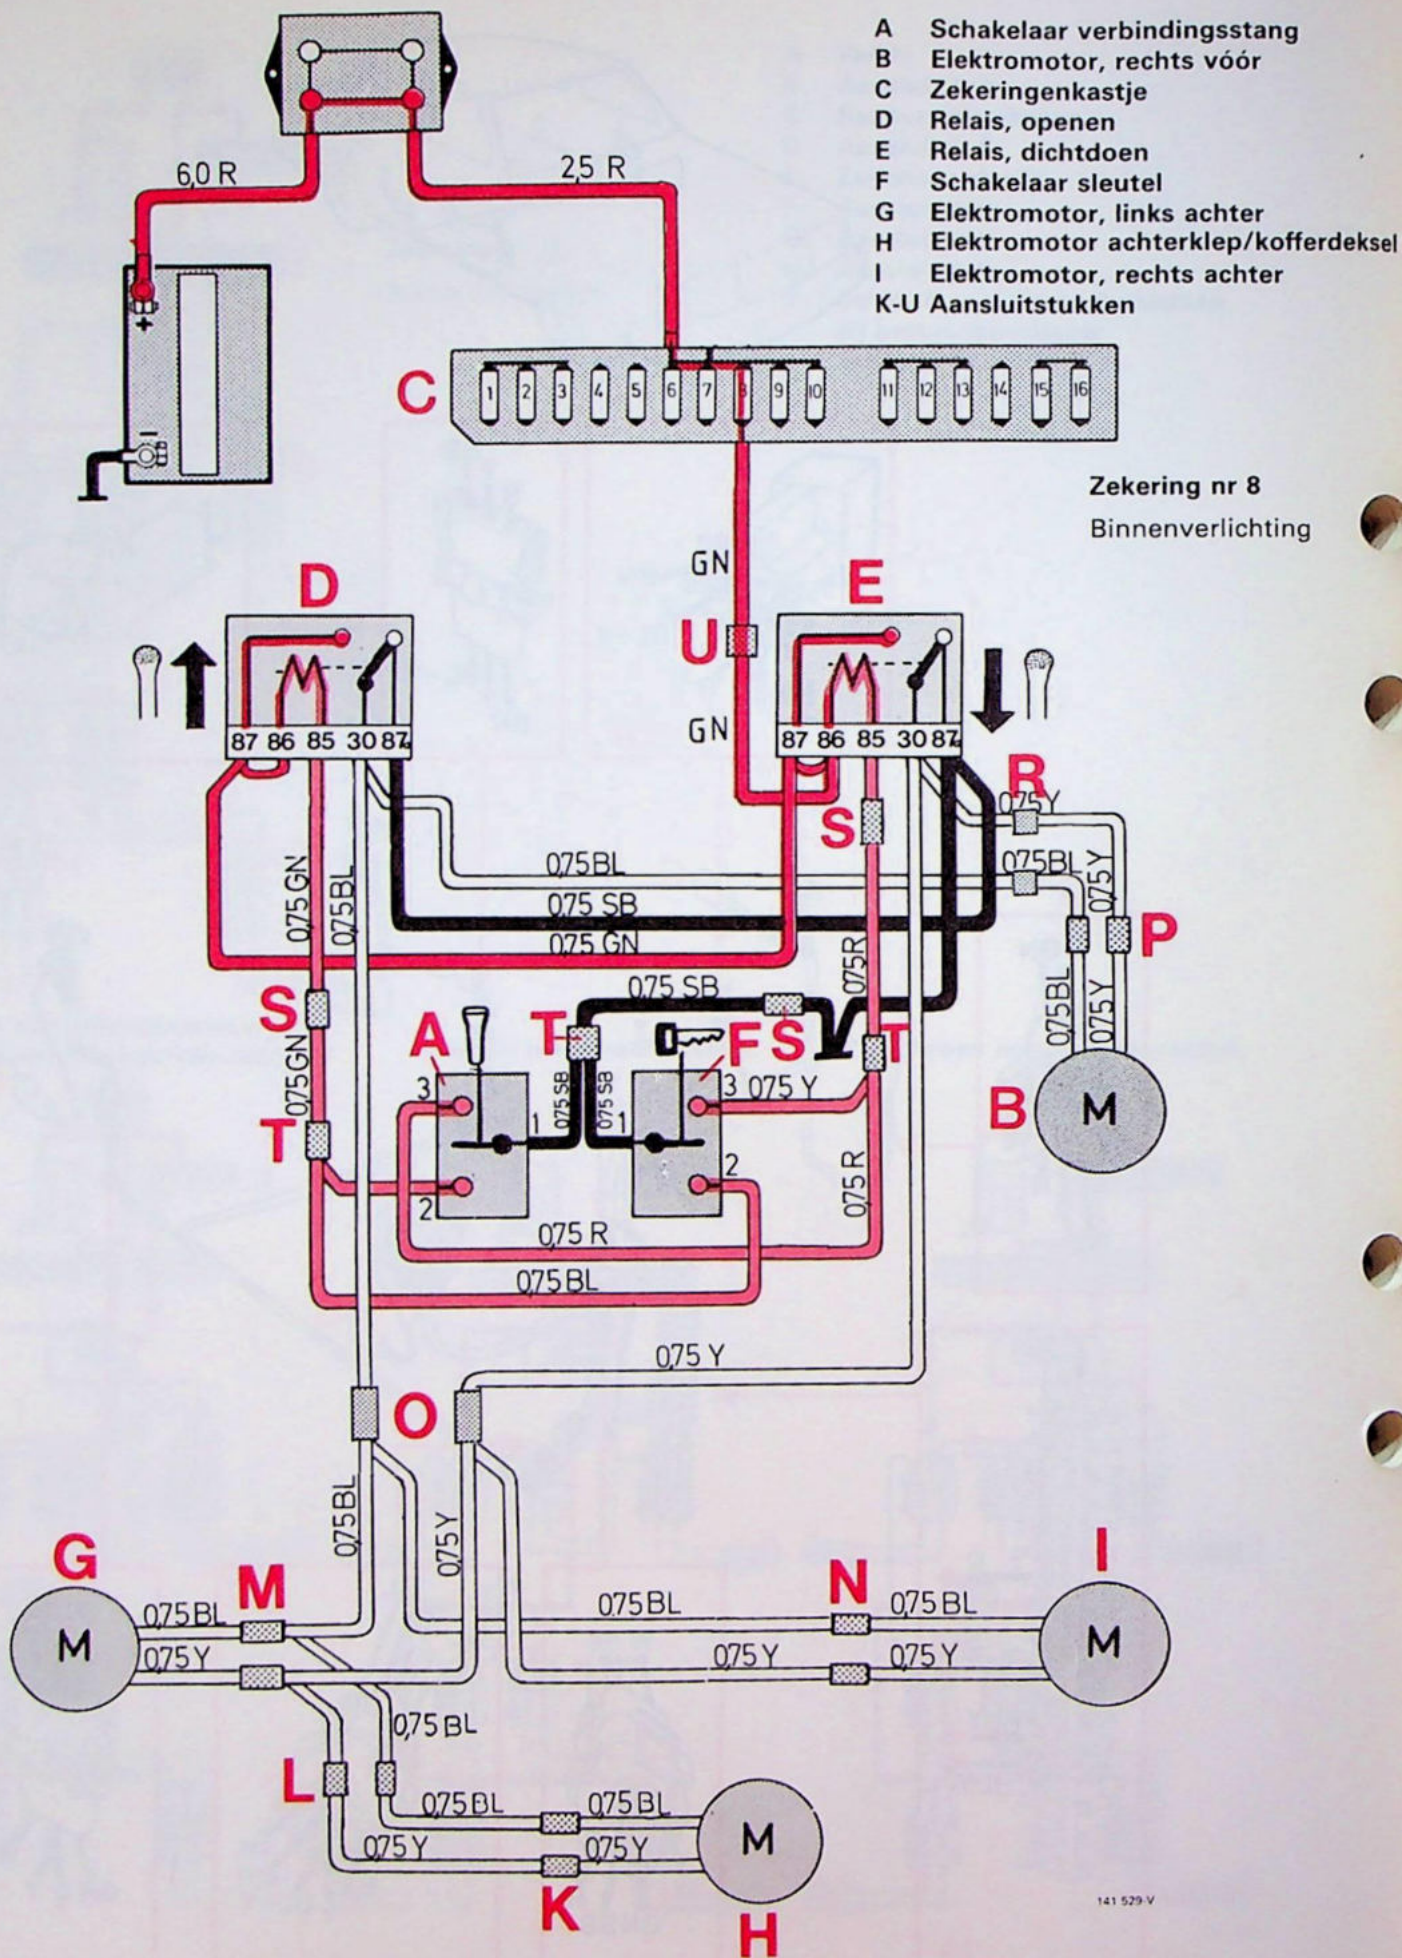 A Schakelaar verbindingsstang
B Elektromotor, rechts vóór
C Zekeringenkastje
D Relais, openen
E Relais, dichtdoen
F Schakelaar sleutel
G Elektromotor, links achter
H Elektromotor achterklep/kofferdeksel
I Elektromotor, rechts achter
K-U Aansluitstukken
6,0 R
2,5 R
+
−
C
1 2 3 4 5 6 7 8 9 10 11 12 13 14 15 16
Zekering nr 8
Binnenverlichting
GN
D
E
U
GN
87 86 85 30 87a
87 86 85 30 87a
R
0,75 Y
S
0,75 BL
0,75 BL
0,75 GN
0,75 BL
0,75 Y
0,75 SB
0,75 GN
P
0,75 R
0,75 SB
0,75 BL
0,75 Y
S
A
T
F
S
T
0,75 GN
3
3
0,75 Y
1
0,75 SB
0,75 SB
1
B
M
T
2
2
0,75 R
0,75 R
0,75 BL
0,75 Y
O
0,75 BL
0,75 Y
G
M
N
I
0,75 BL
0,75 BL
0,75 BL
M
M
0,75 Y
0,75 Y
0,75 Y
0,75 BL
L
0,75 BL
0,75 BL
M
0,75 Y
0,75 Y
K
H
141 529-V